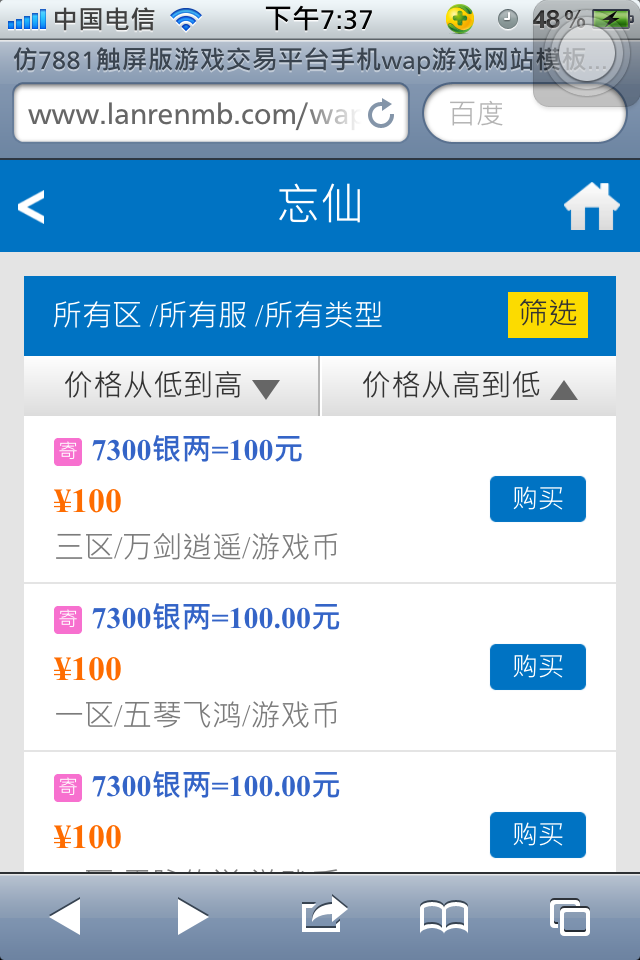 中国电信 下午7:37 48%
仿7881触屏版游戏交易平台手机wap游戏网站模板...
www.lanrenmb.com/wap 百度
忘仙
所有区 /所有服 /所有类型 筛选
价格从低到高 ▼ 价格从高到低 ▲
寄 7300银两=100元
¥100 购买
三区/万剑逍遥/游戏币
寄 7300银两=100.00元
¥100 购买
一区/五琴飞鸿/游戏币
寄 7300银两=100.00元
¥100 购买